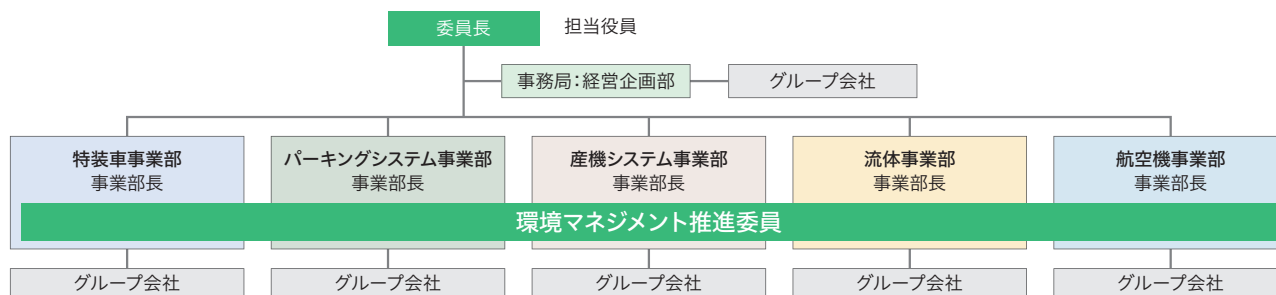 委員長 担当役員
事務局：経営企画部 グループ会社
特装車事業部 パーキングシステム事業部 産機システム事業部 流体事業部 航空機事業部
事業部長 事業部長 事業部長 事業部長 事業部長
環境マネジメント推進委員
グループ会社 グループ会社 グループ会社 グループ会社 グループ会社